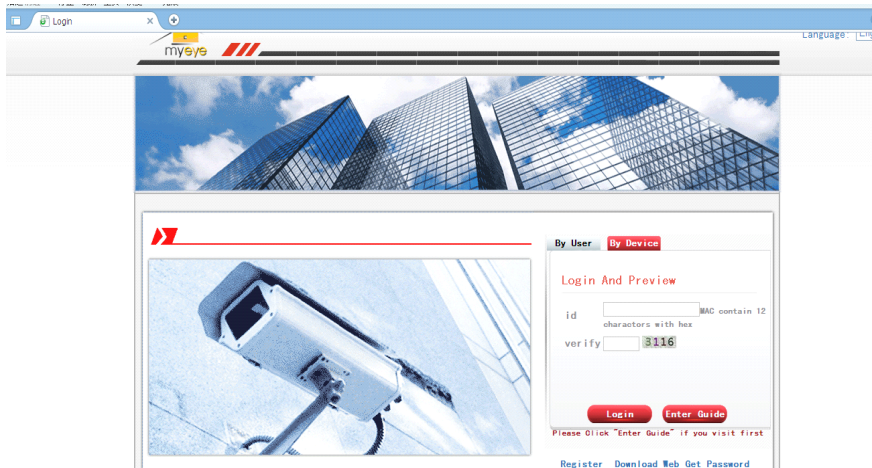 Login
Language:
myeye
By User By Device
Login And Preview
id MAC contain 12
charactors with hex
verify 3116
Login Enter Guide
Please Click "Enter Guide" if you visit first
Register Download Web Get Password